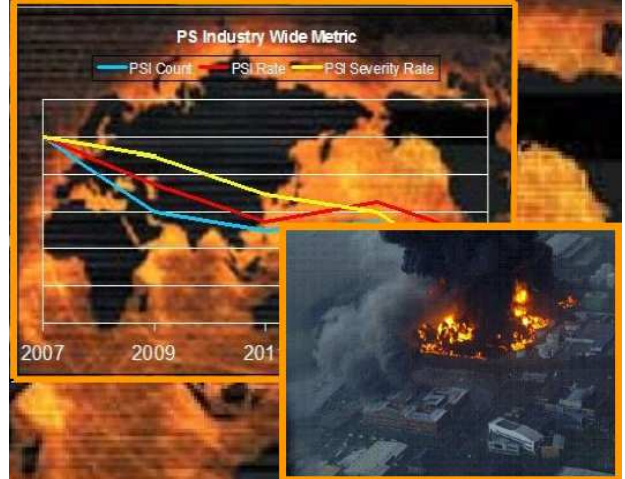 PS Industry Wide Metric
PSI Count PSI Rate PSI Severity Rate
2007 2009